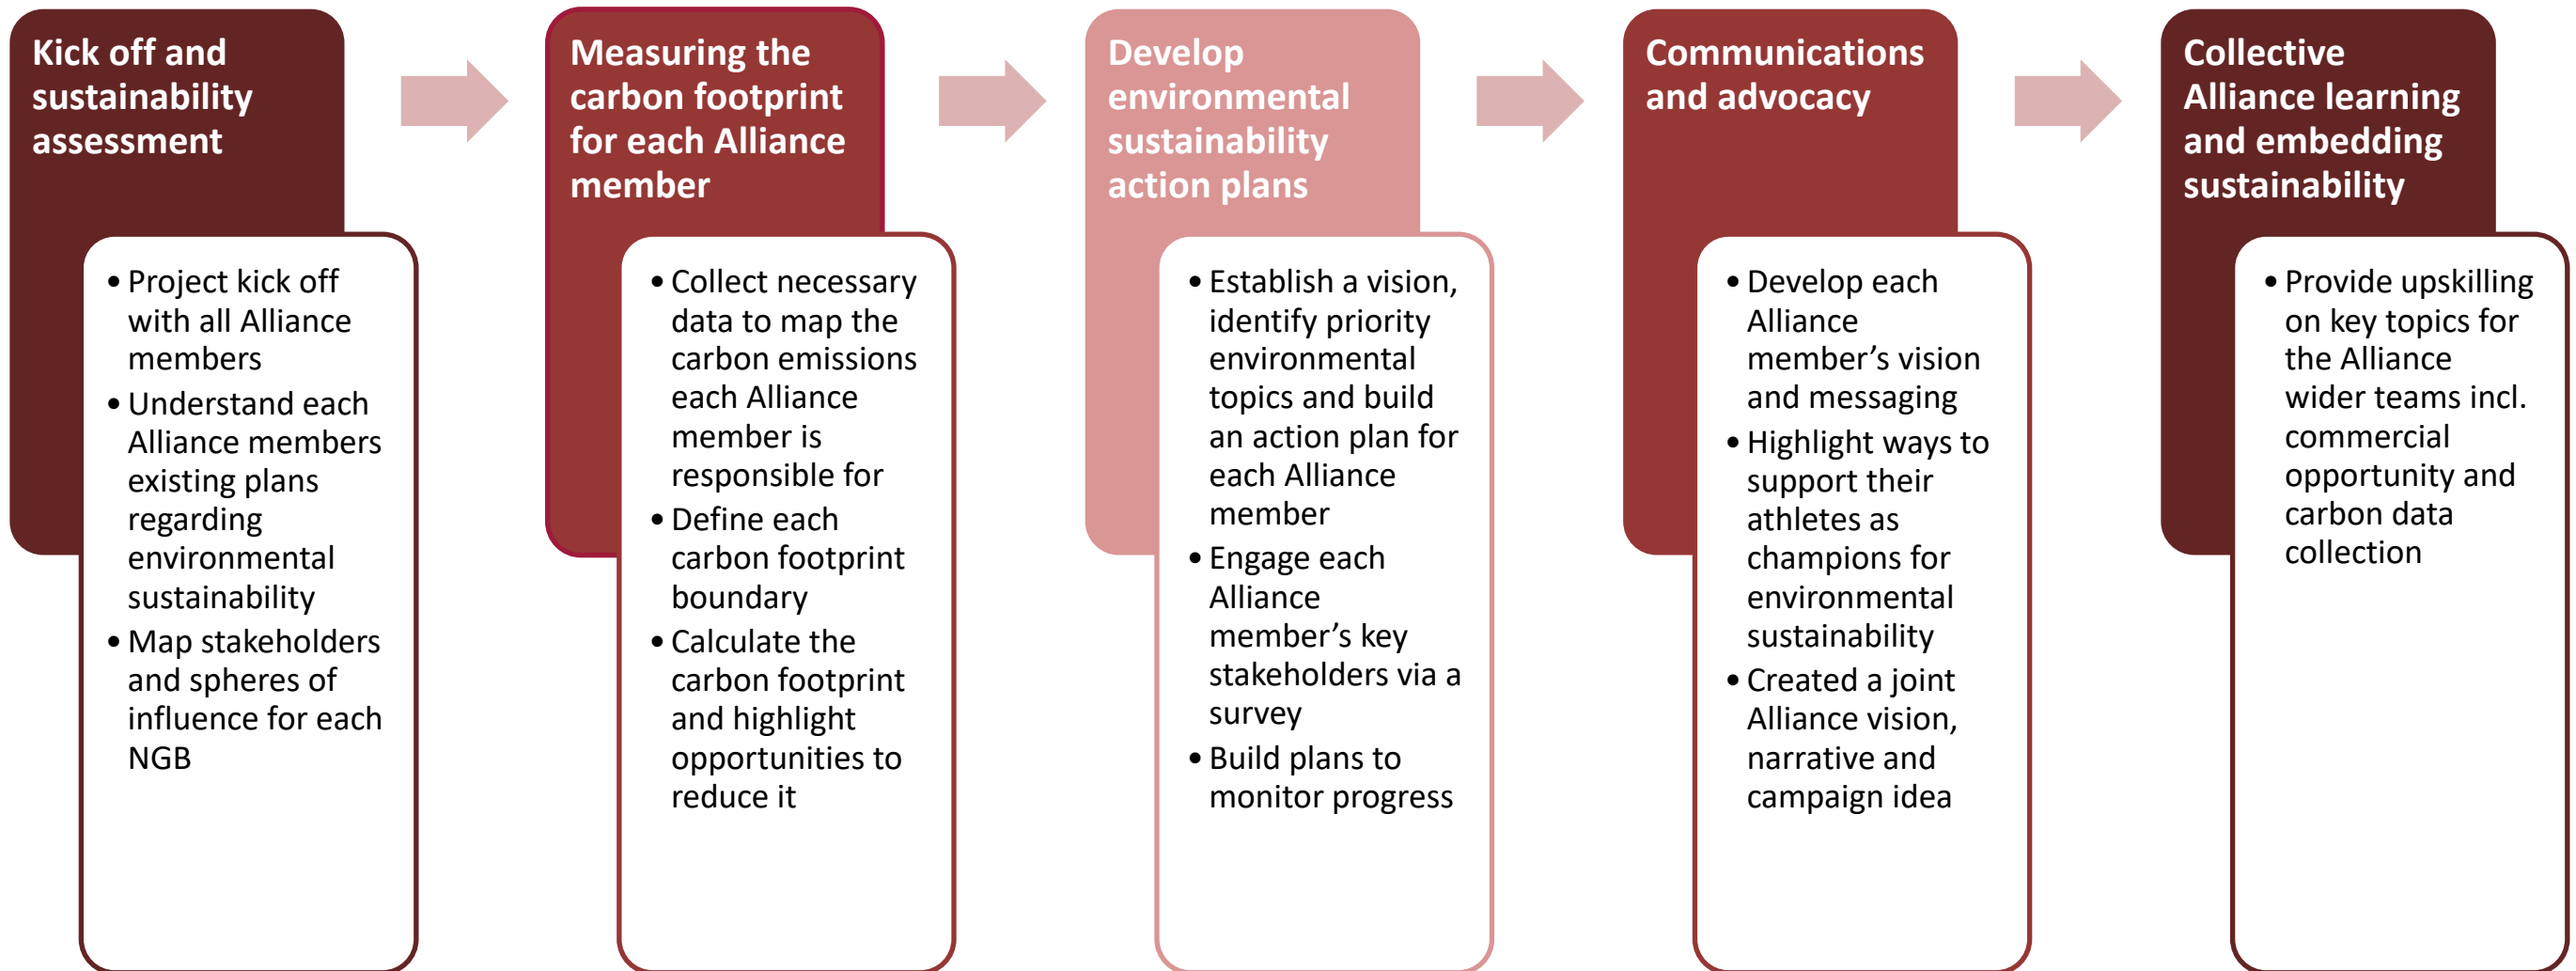 Kick off and
sustainability
assessment
• Project kick off
with all Alliance
members
• Understand each
Alliance members
existing plans
regarding
environmental
sustainability
• Map stakeholders
and spheres of
influence for each
NGB
Measuring the
carbon footprint
for each Alliance
member
• Collect necessary
data to map the
carbon emissions
each Alliance
member is
responsible for
• Define each
carbon footprint
boundary
• Calculate the
carbon footprint
and highlight
opportunities to
reduce it
Develop
environmental
sustainability
action plans
• Establish a vision,
identify priority
environmental
topics and build
an action plan for
each Alliance
member
• Engage each
Alliance
member’s key
stakeholders via a
survey
• Build plans to
monitor progress
Communications
and advocacy
• Develop each
Alliance
member’s vision
and messaging
• Highlight ways to
support their
athletes as
champions for
environmental
sustainability
• Created a joint
Alliance vision,
narrative and
campaign idea
Collective
Alliance learning
and embedding
sustainability
• Provide upskilling
on key topics for
the Alliance
wider teams incl.
commercial
opportunity and
carbon data
collection